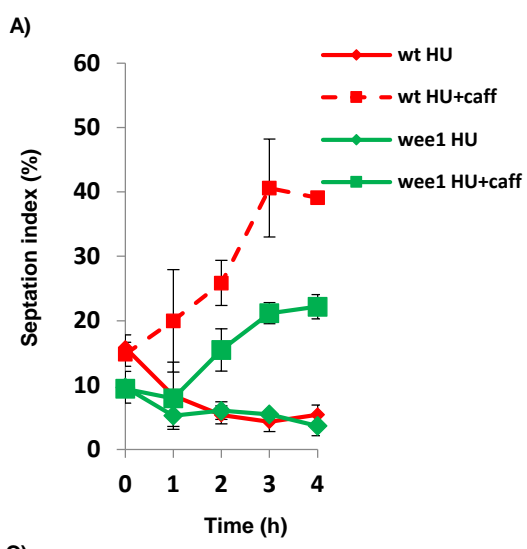 A)
60
50
40
30
20
10
0
Septation index (%)
0 1 2 3 4
Time (h)
wt HU
wt HU+caff
wee1 HU
wee1 HU+caff